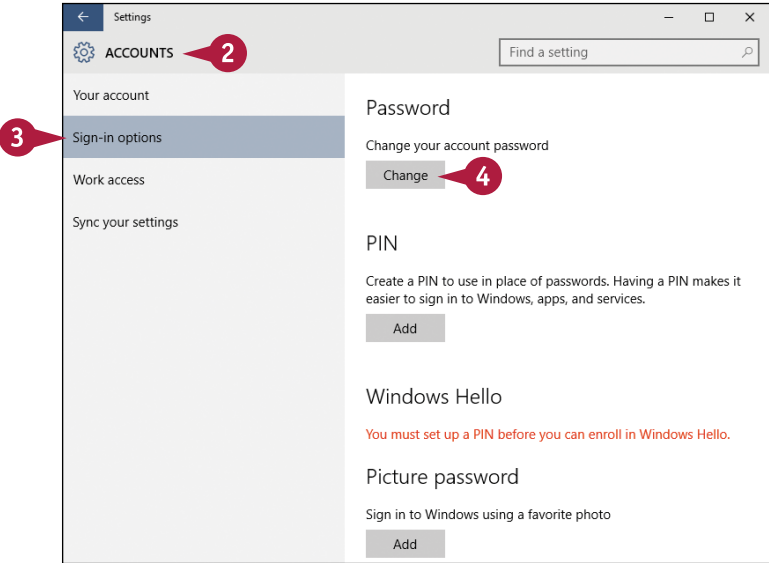 Settings
ACCOUNTS
2
Find a setting
Your account
3
Sign-in options
Work access
Sync your settings
Password
Change your account password
Change
4
PIN
Create a PIN to use in place of passwords. Having a PIN makes it
easier to sign in to Windows, apps, and services.
Add
Windows Hello
You must set up a PIN before you can enroll in Windows Hello.
Picture password
Sign in to Windows using a favorite photo
Add